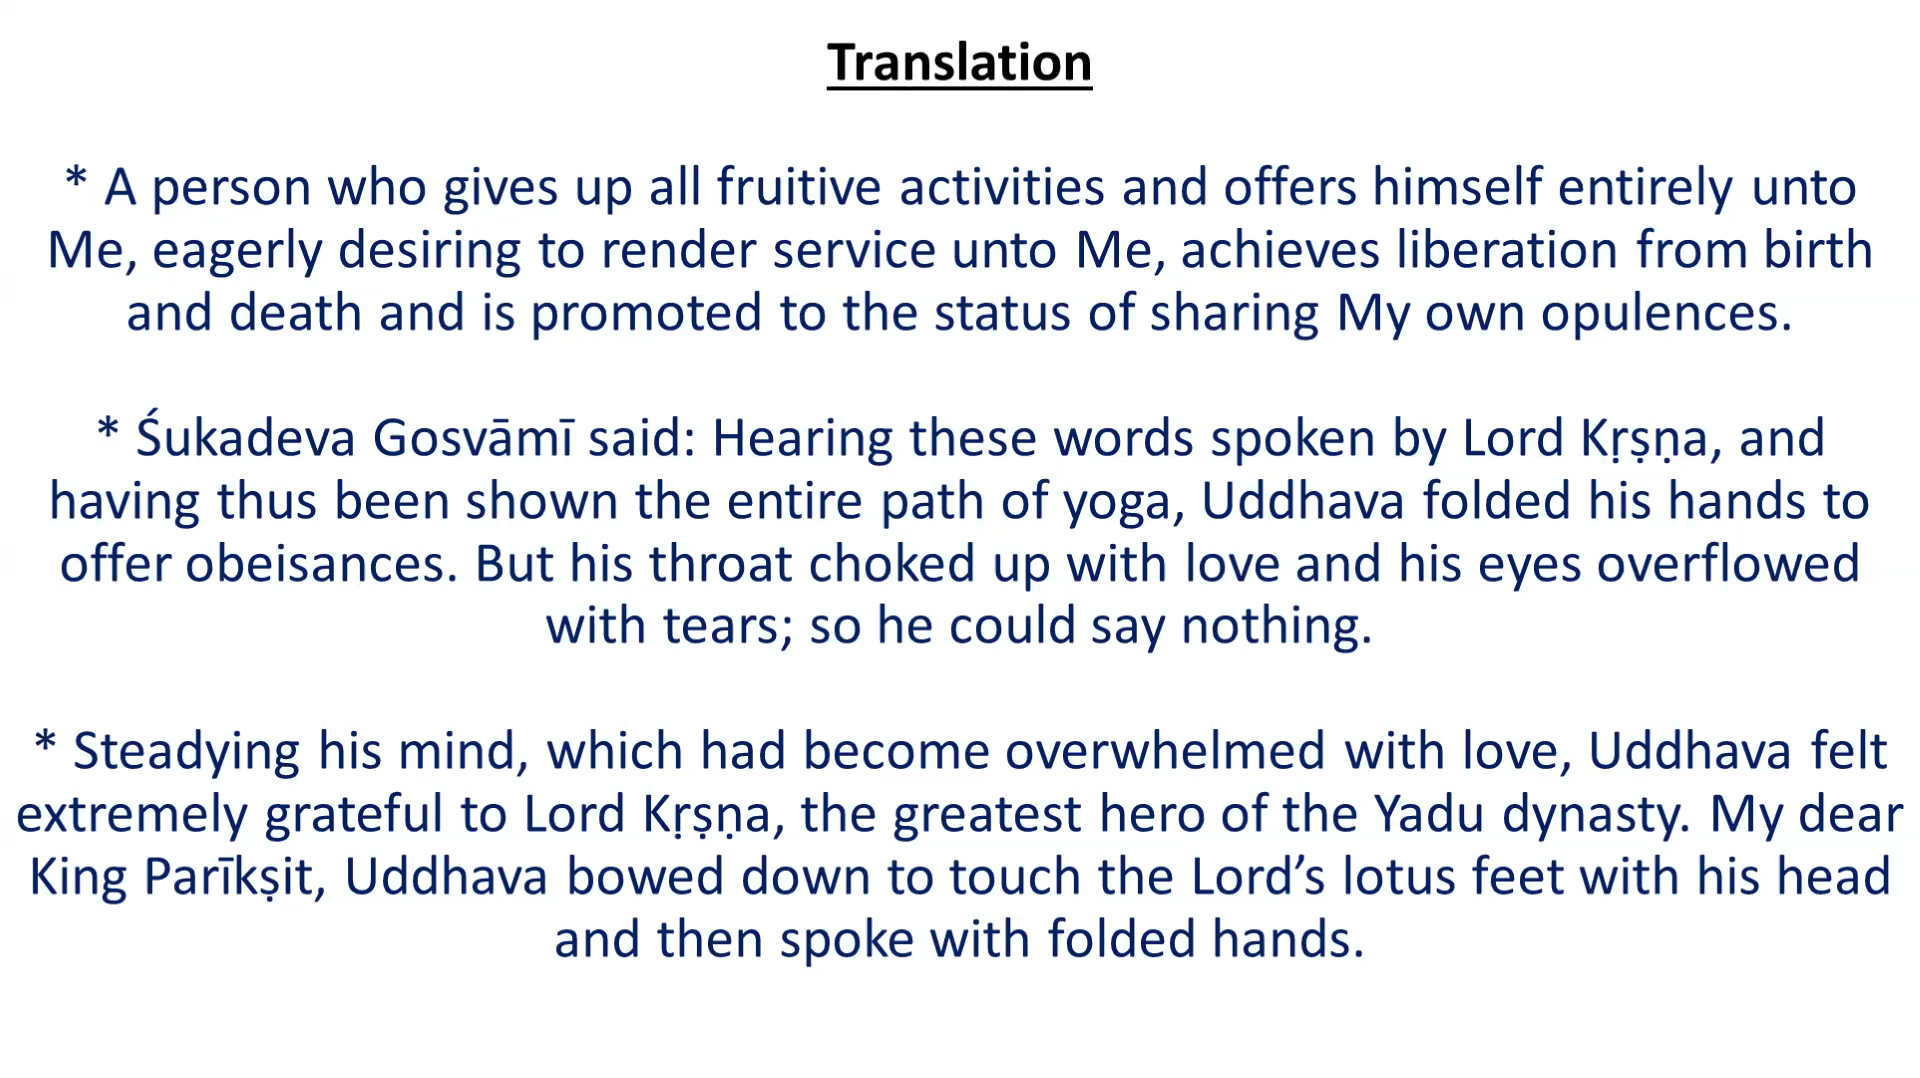 Translation
* A person who gives up all fruitive activities and offers himself entirely unto
Me, eagerly desiring to render service unto Me, achieves liberation from birth
and death and is promoted to the status of sharing My own opulences.
* Śukadeva Gosvāmī said: Hearing these words spoken by Lord Kṛṣṇa, and
having thus been shown the entire path of yoga, Uddhava folded his hands to
offer obeisances. But his throat choked up with love and his eyes overflowed
with tears; so he could say nothing.
* Steadying his mind, which had become overwhelmed with love, Uddhava felt
extremely grateful to Lord Kṛṣṇa, the greatest hero of the Yadu dynasty. My dear
King Parīkṣit, Uddhava bowed down to touch the Lord’s lotus feet with his head
and then spoke with folded hands.